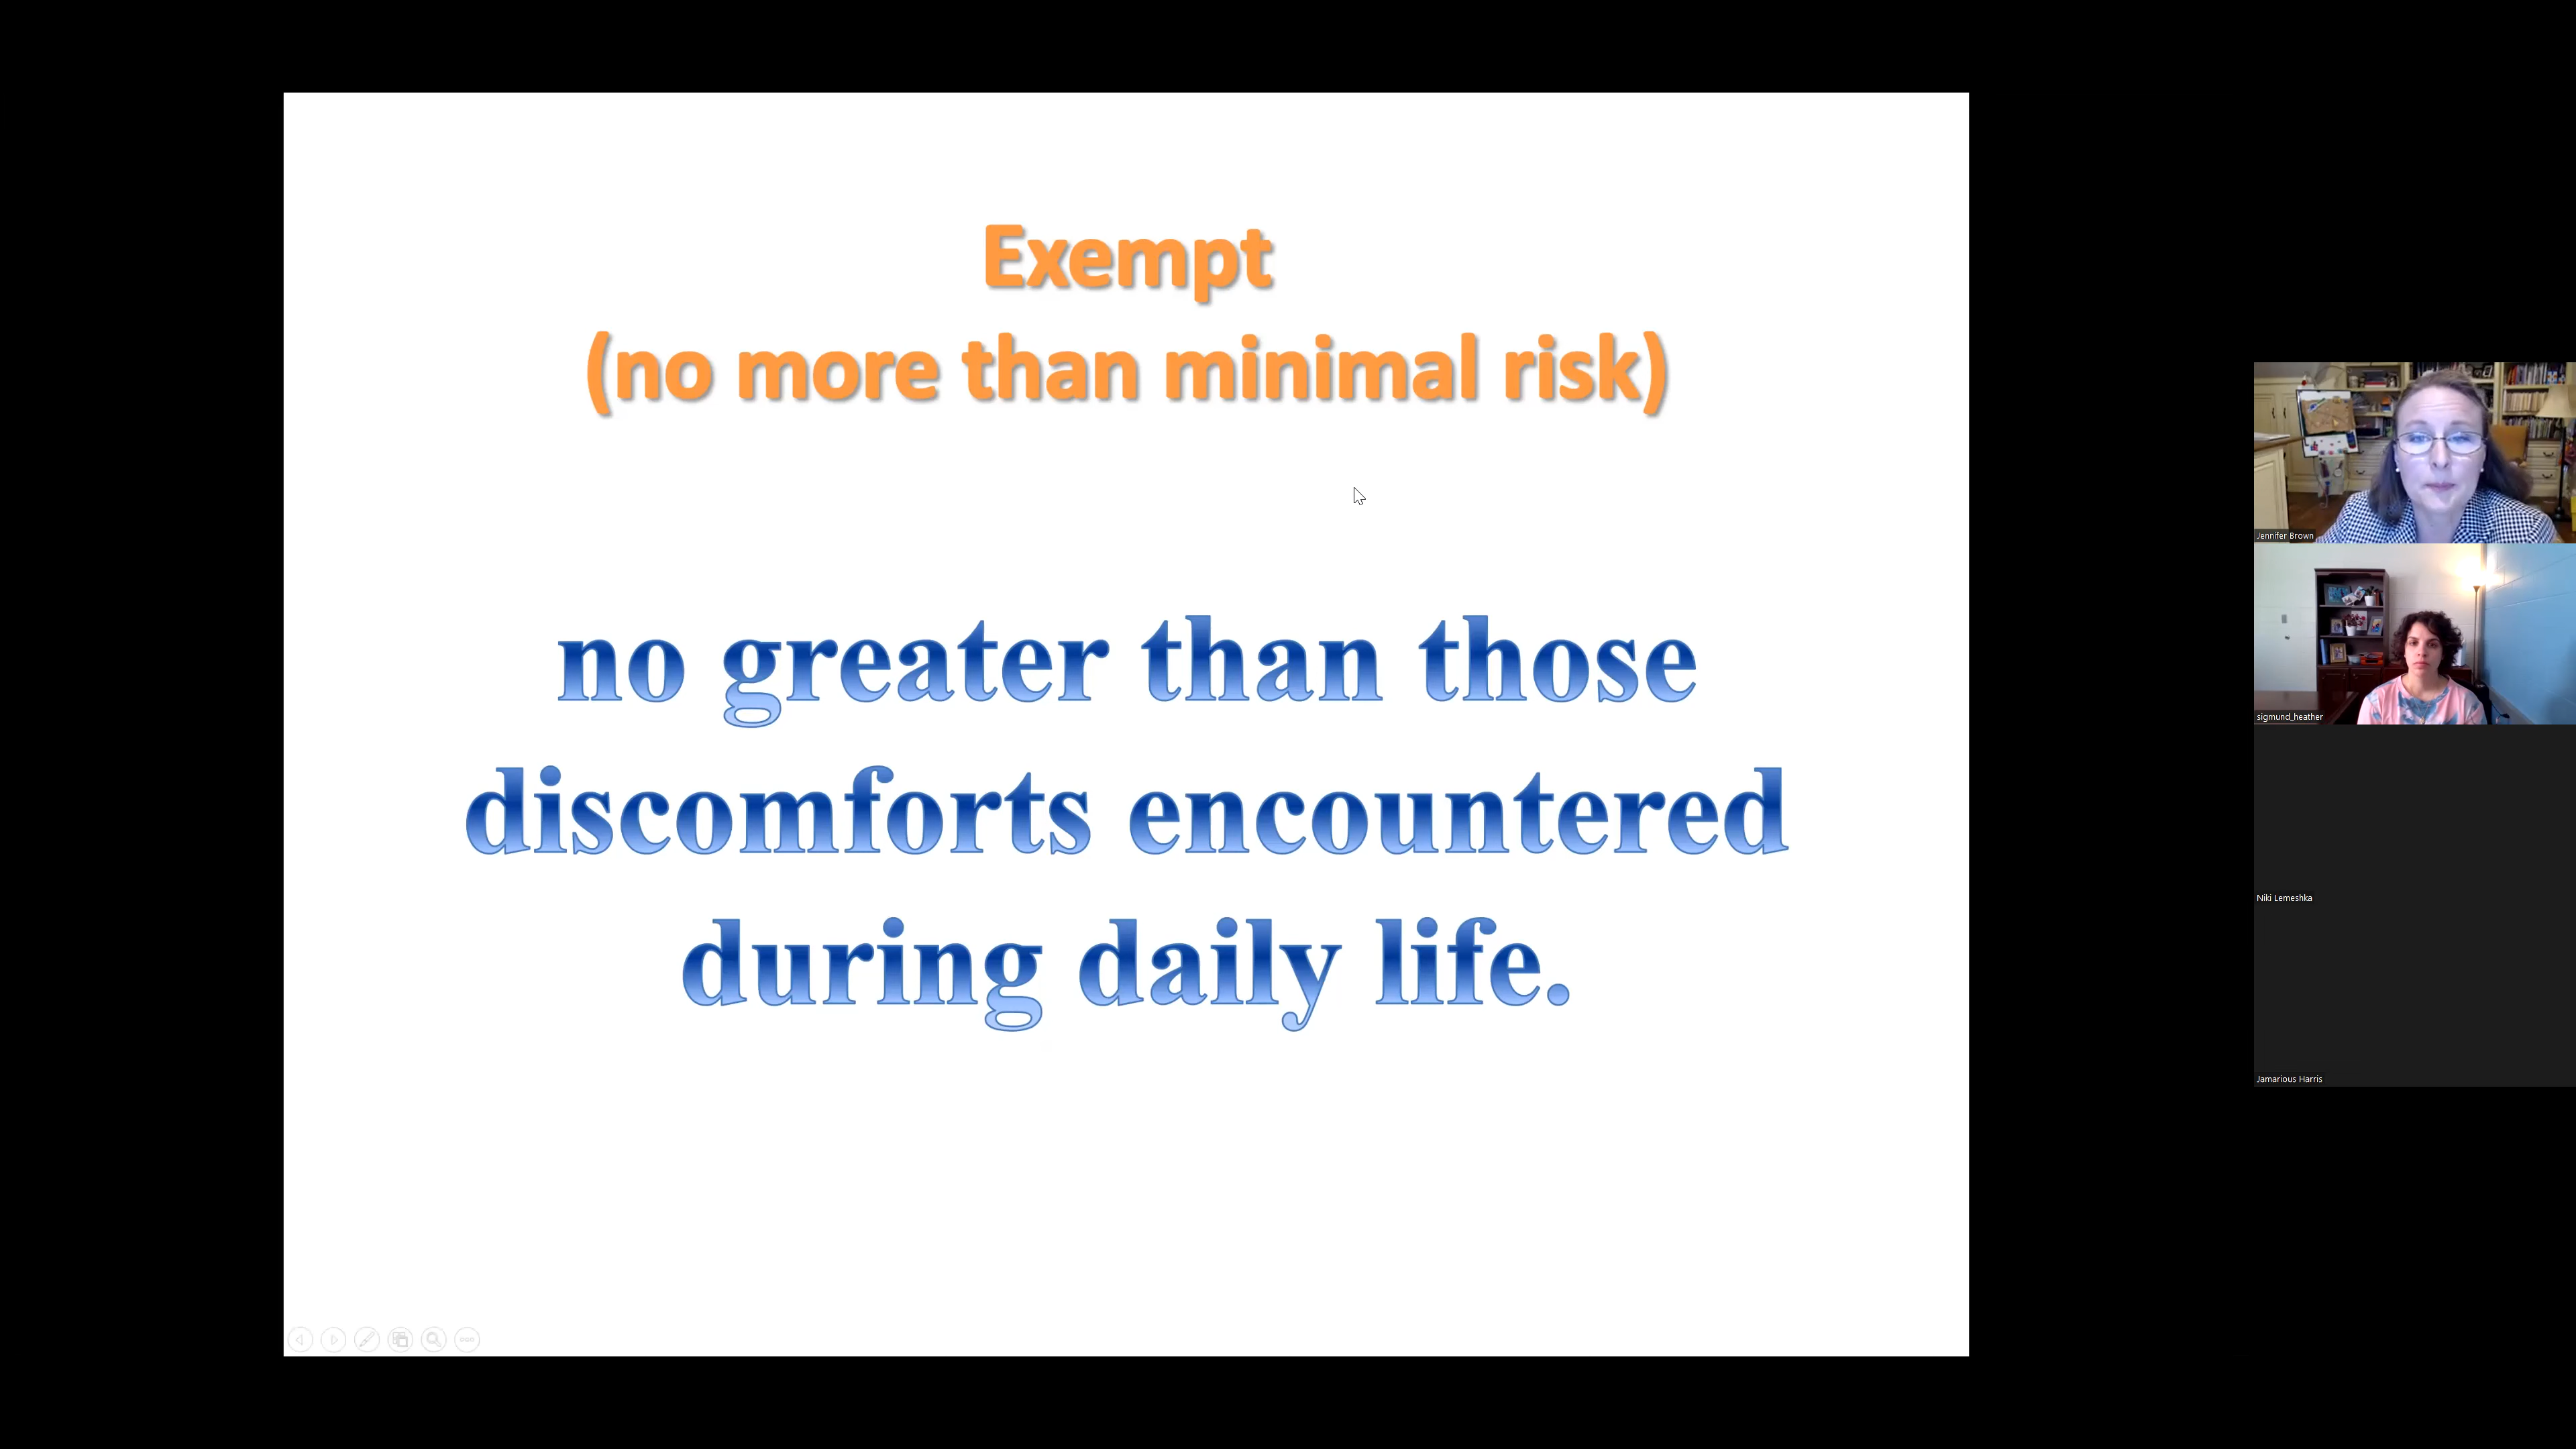 Exempt
(no more than minimal risk)
no greater than those
discomforts encountered
during daily life.
Jennifer Brown
sigmund_heather
Niki Lemeshka
Jamarious Harris